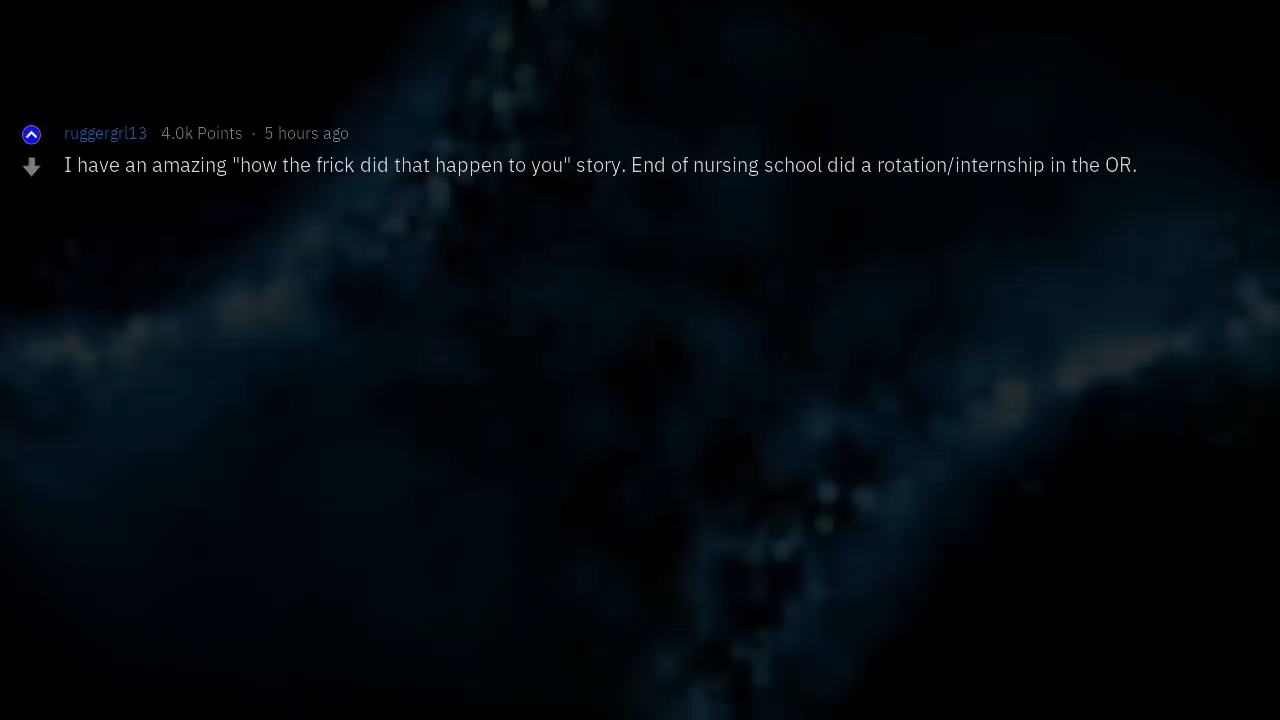 ruggergrl13 4.0k Points · 5 hours ago
I have an amazing "how the frick did that happen to you" story. End of nursing school did a rotation/internship in the OR.